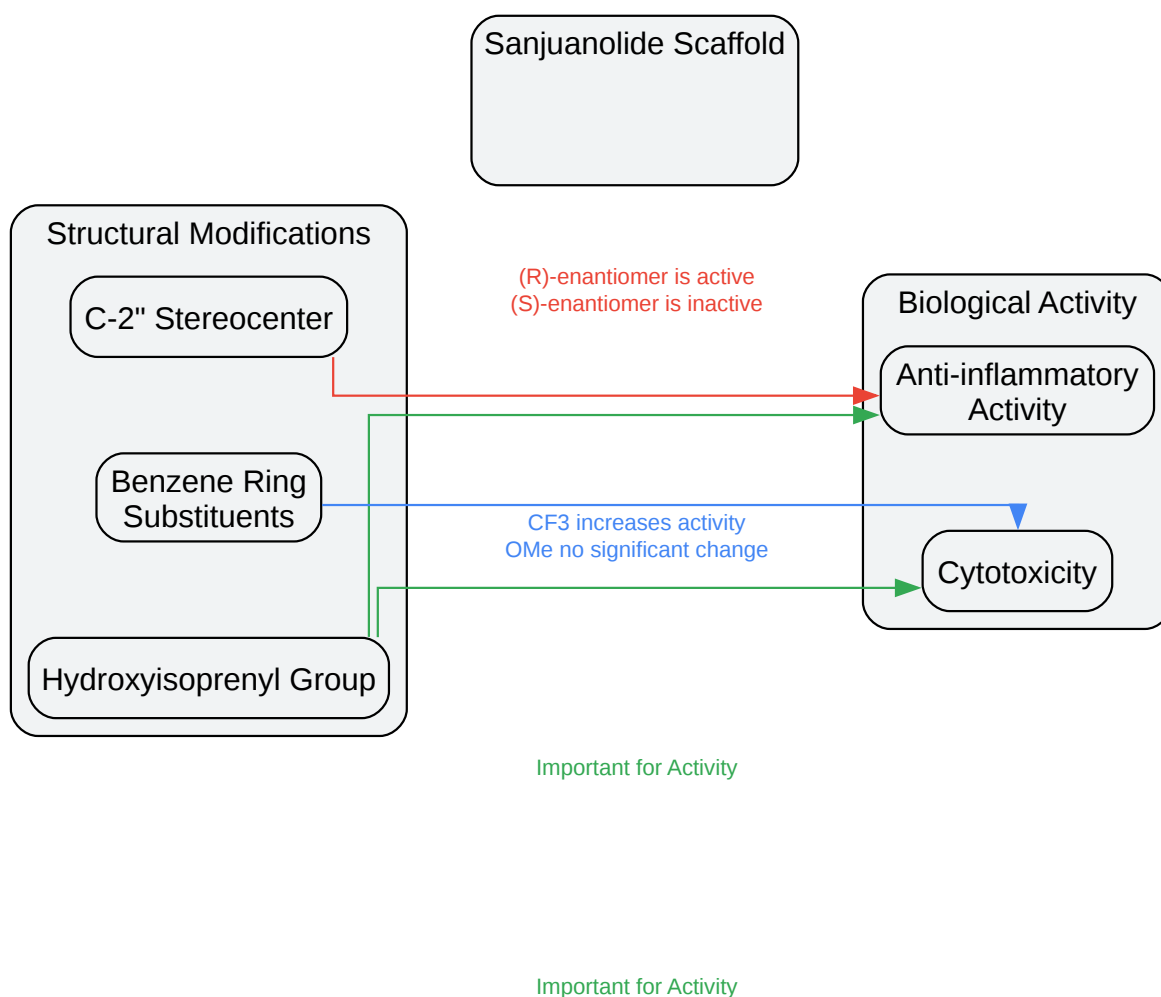 Sanjuanolide Scaffold
Structural Modifications
C-2" Stereocenter
Benzene Ring
Substituents
Hydroxyisoprenyl Group
(R)-enantiomer is active
(S)-enantiomer is inactive
CF3 increases activity
OMe no significant change
Biological Activity
Anti-inflammatory
Activity
Cytotoxicity
Important for Activity
Important for Activity